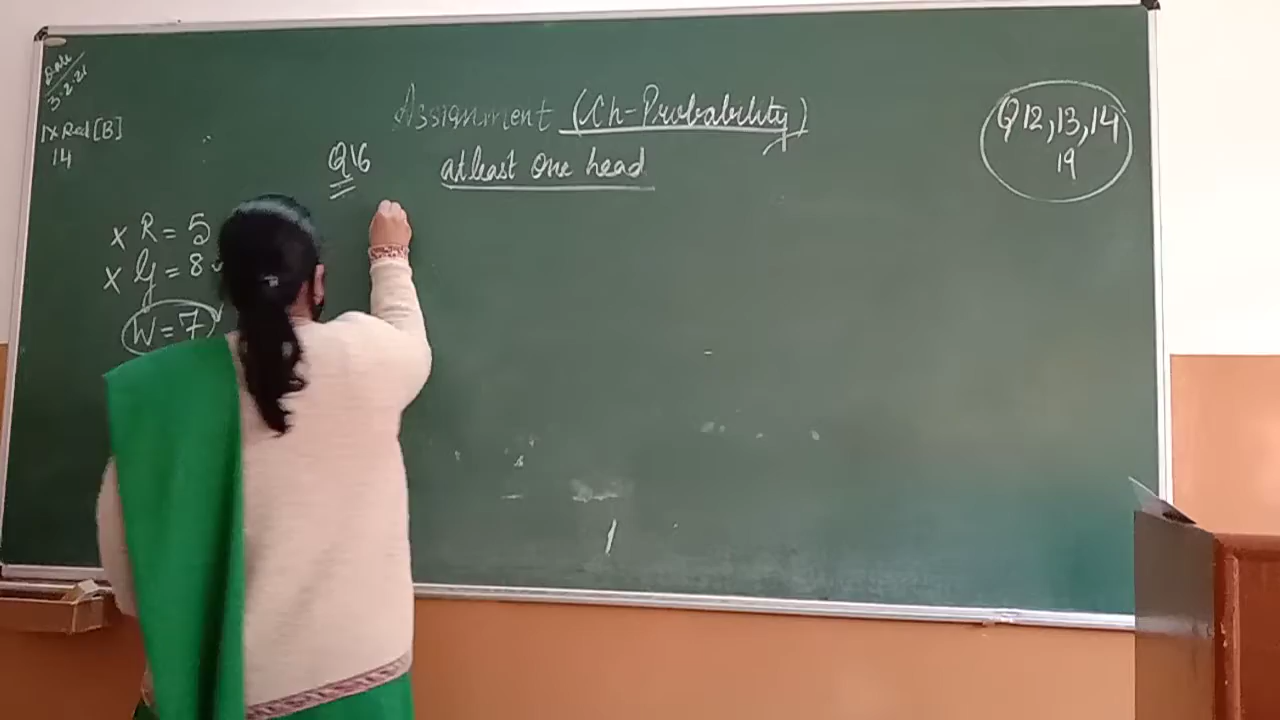 Date
3-2-21
IX Red [B]
14
Assignment (Ch-Probability)
Q12,13,14
19
Q16 atleast one head
x R = 5
x G = 8
W = 7